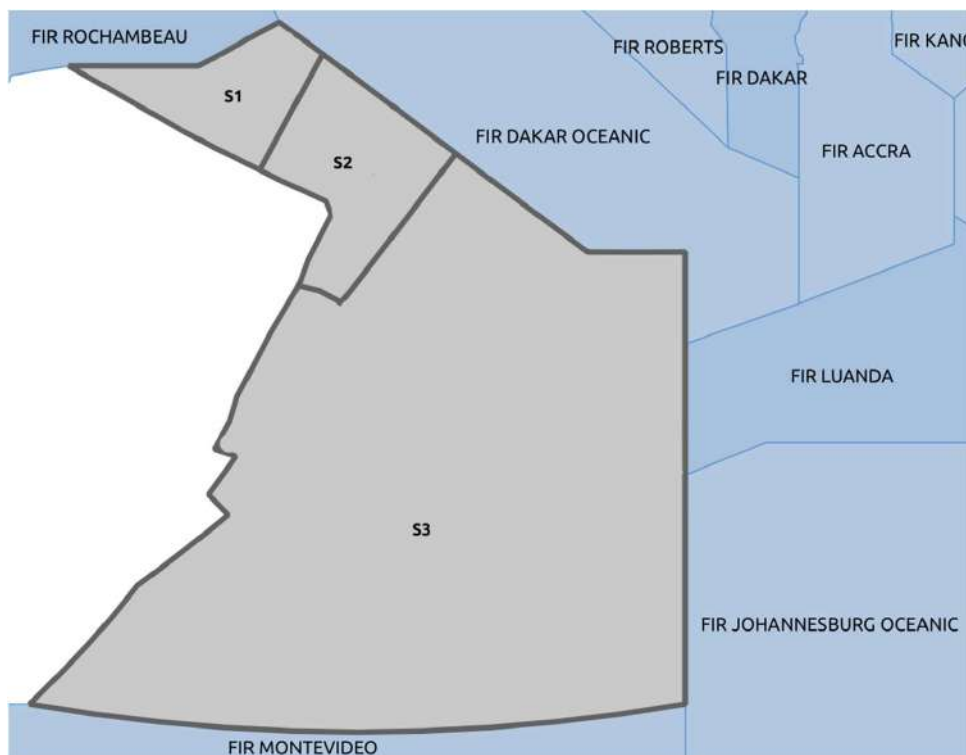 FIR ROCHAMBEAU
FIR ROBERTS
FIR KANO
FIR DAKAR
S1
FIR DAKAR OCEANIC
FIR ACCRA
S2
FIR LUANDA
S3
FIR JOHANNESBURG OCEANIC
FIR MONTEVIDEO